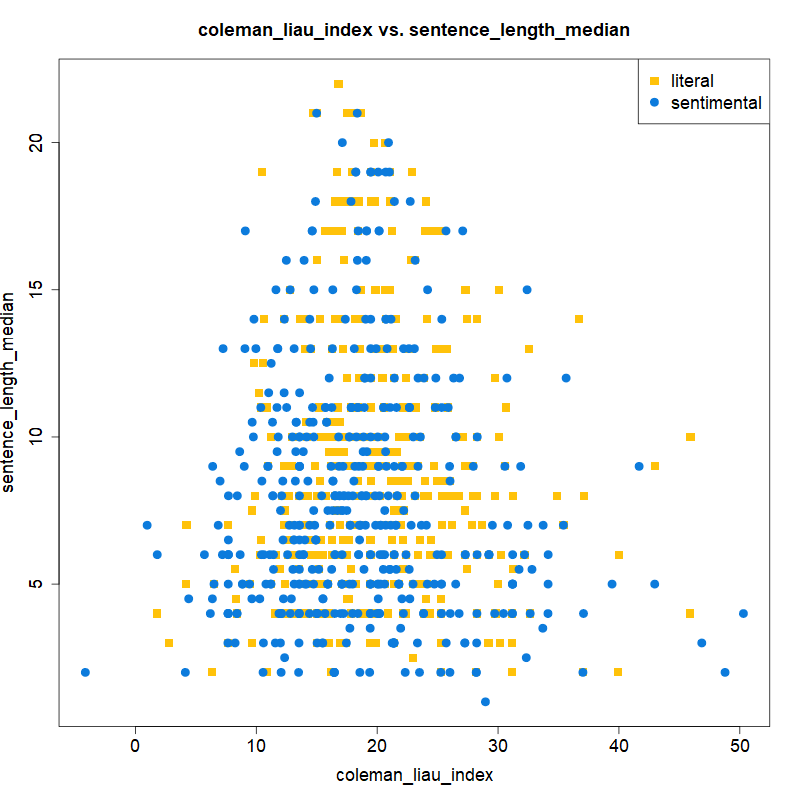 coleman_liau_index vs. sentence_length_median
literal
sentimental
sentence_length_median
20
15
10
5
0 10 20 30 40 50
coleman_liau_index